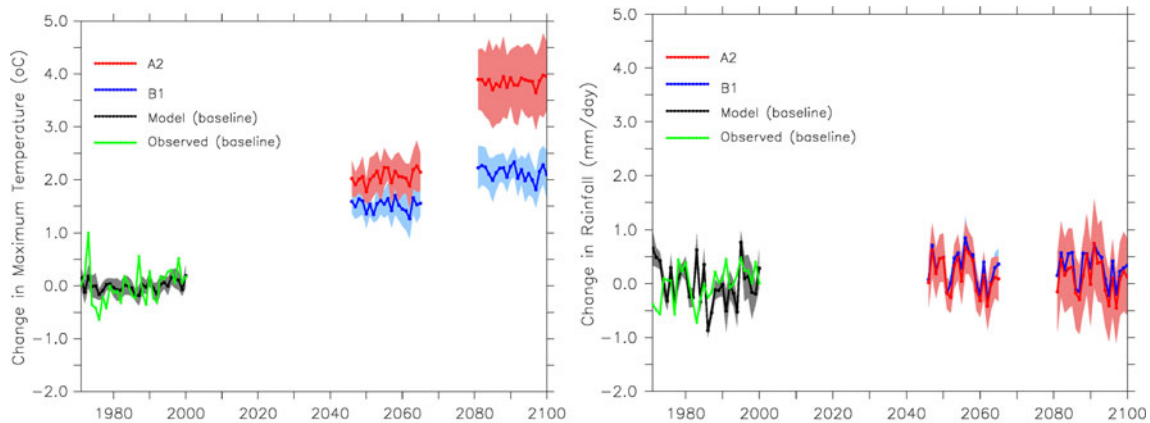 5.0
4.0
3.0
2.0
1.0
0.0
-1.0
-2.0
Change in Maximum Temperature (oC)
A2
B1
Model (baseline)
Observed (baseline)
1980 2000 2020 2040 2060 2080 2100
5.0
4.0
3.0
2.0
1.0
0.0
-1.0
-2.0
Change in Rainfall (mm/day)
A2
B1
Model (baseline)
Observed (baseline)
1980 2000 2020 2040 2060 2080 2100